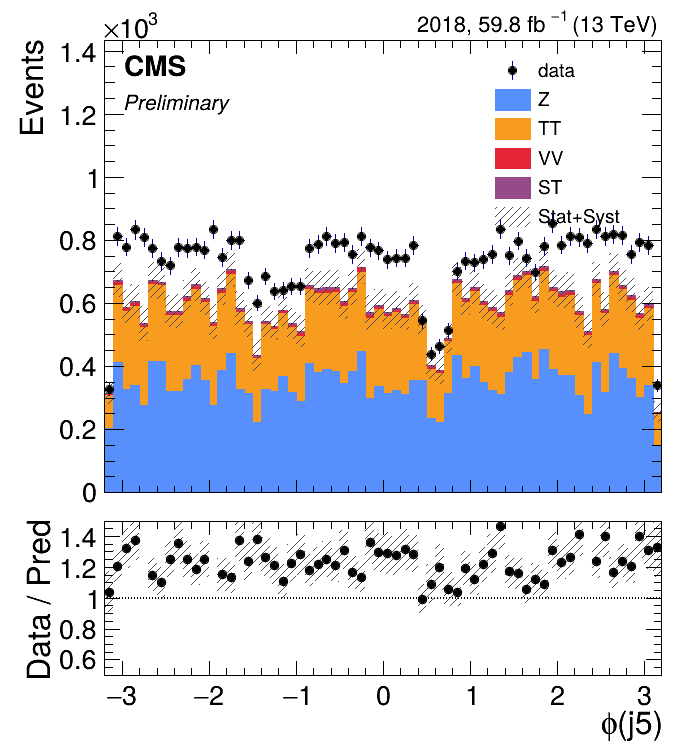 ×10³
2018, 59.8 fb⁻¹ (13 TeV)
Events
1.4
1.2
1
0.8
0.6
0.4
0.2
0
CMS
Preliminary
data
Z
TT
VV
ST
Stat+Syst
Data / Pred
1.4
1.2
1
0.8
0.6
−3
−2
−1
0
1
2
3
ϕ(j5)